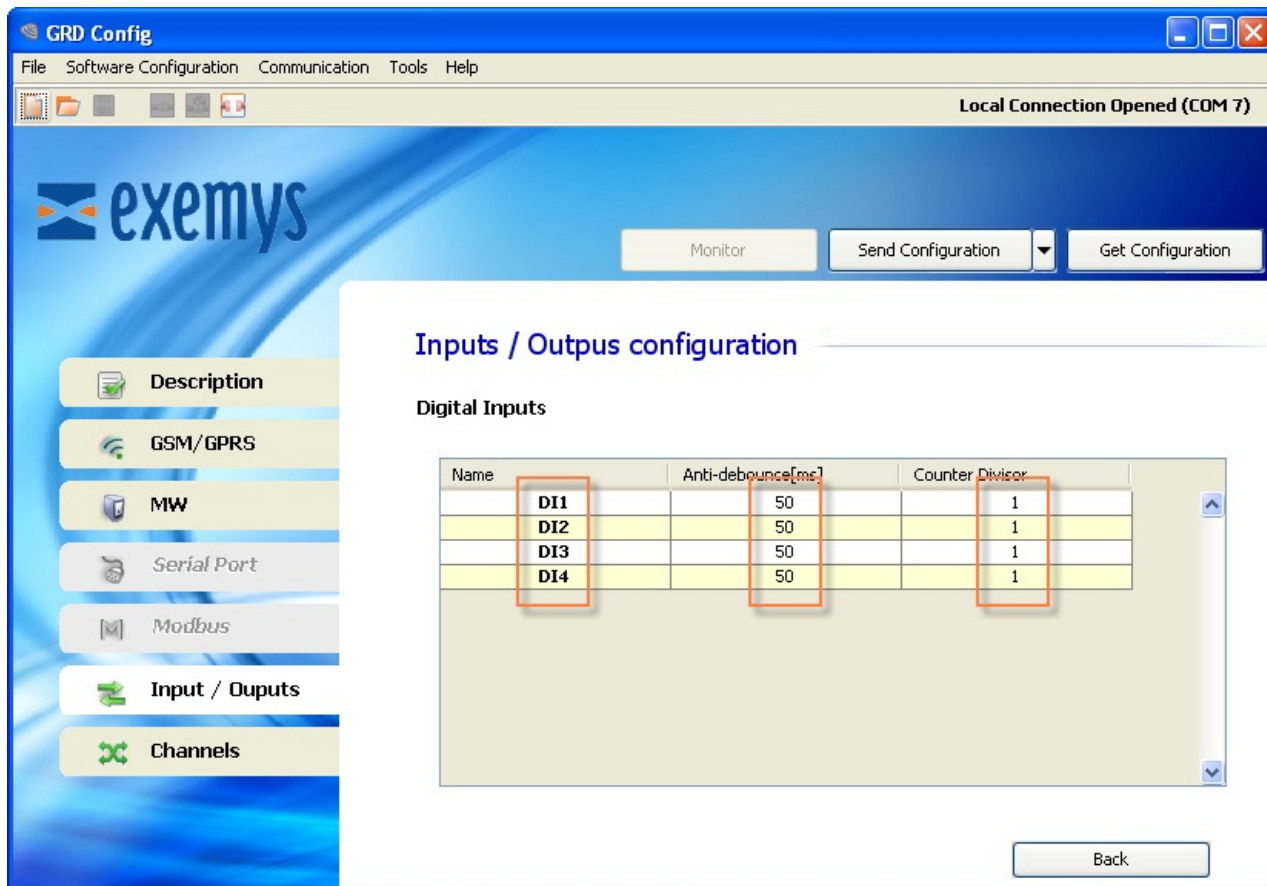 GRD Config
File Software Configuration Communication Tools Help
Local Connection Opened (COM 7)
exemys
Monitor Send Configuration Get Configuration
Inputs / Outpus configuration
Description
Digital Inputs
GSM/GPRS
Name Anti-debounce[ms] Counter Divisor
DI1 50 1
MW
DI2 50 1
DI3 50 1
Serial Port
DI4 50 1
Modbus
Input / Ouputs
Channels
Back